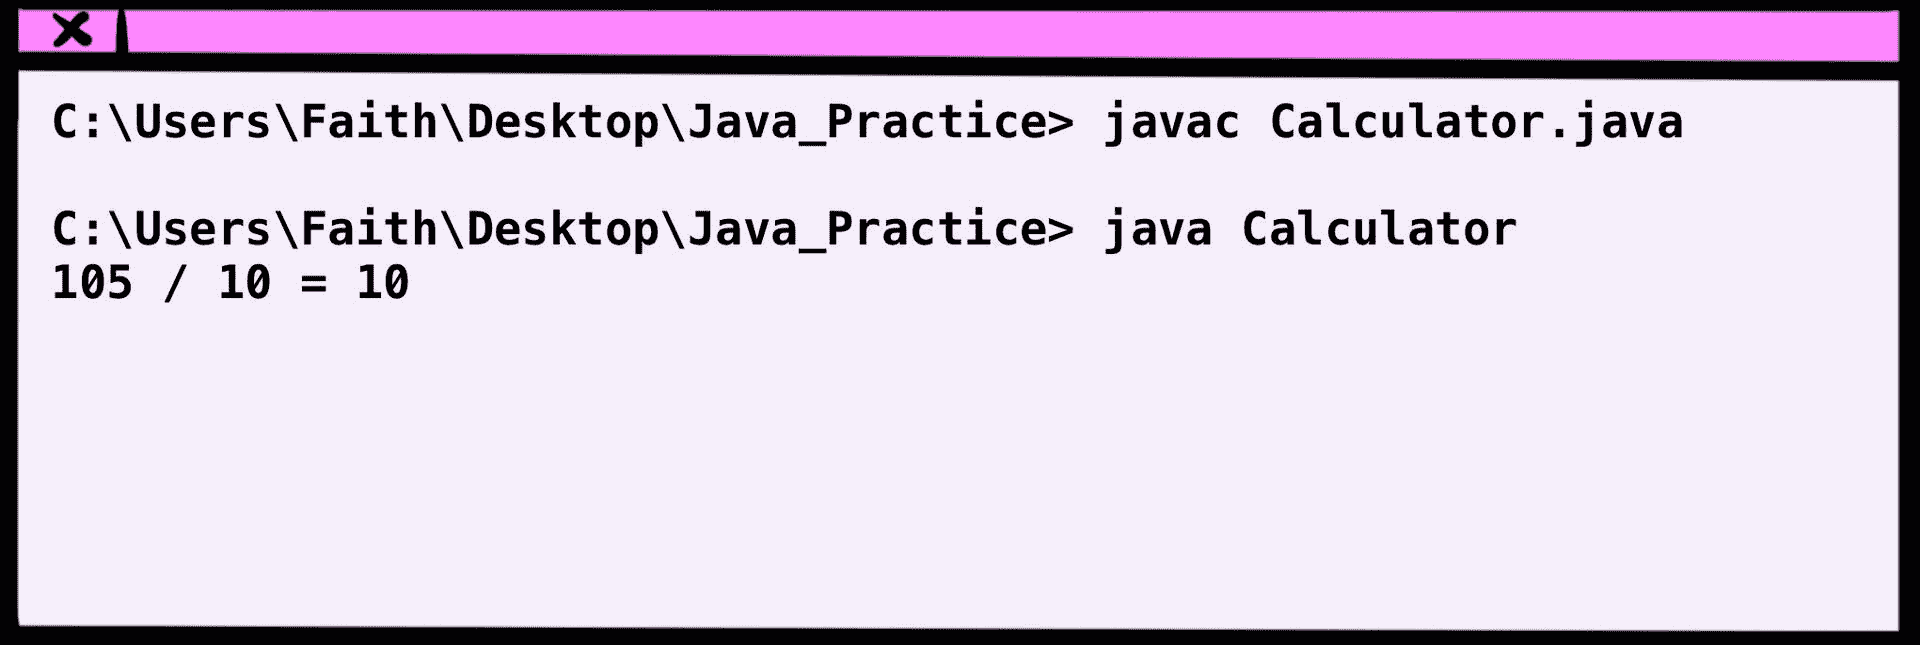 C:\Users\Faith\Desktop\Java_Practice> javac Calculator.java
C:\Users\Faith\Desktop\Java_Practice> java Calculator
105 / 10 = 10